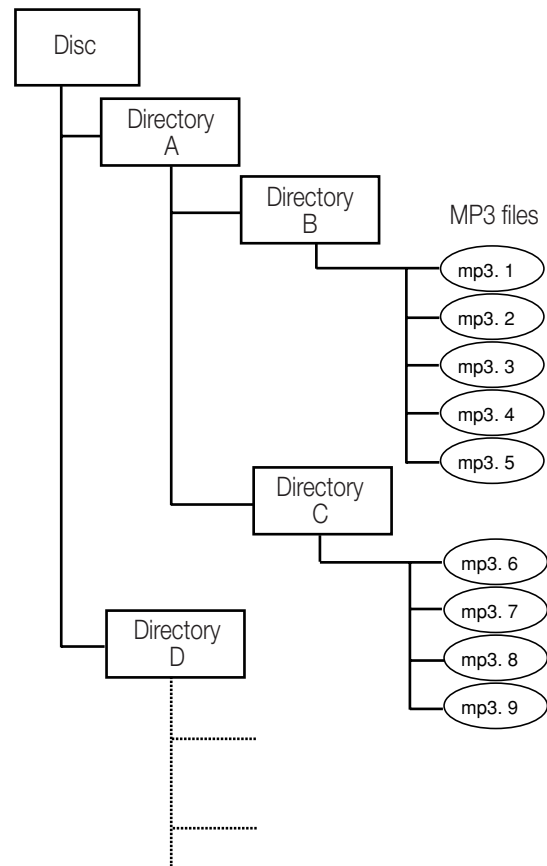 Disc
Directory
A
Directory
B
MP3 files
mp3. 1
mp3. 2
mp3. 3
mp3. 4
mp3. 5
Directory
C
mp3. 6
mp3. 7
mp3. 8
mp3. 9
Directory
D